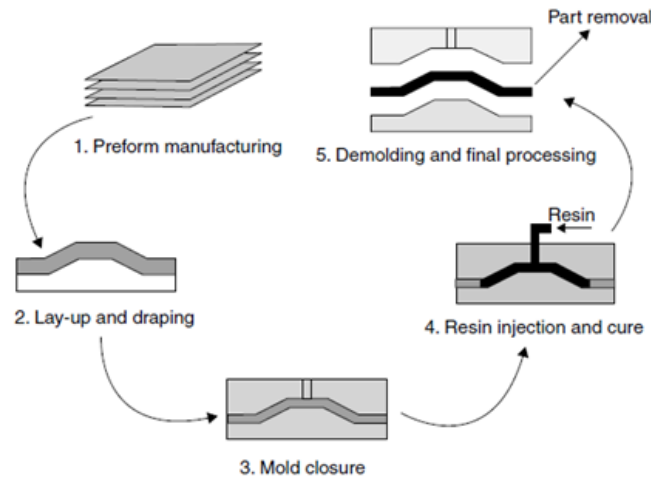 1. Preform manufacturing
2. Lay-up and draping
3. Mold closure
Resin
4. Resin injection and cure
Part removal
5. Demolding and final processing